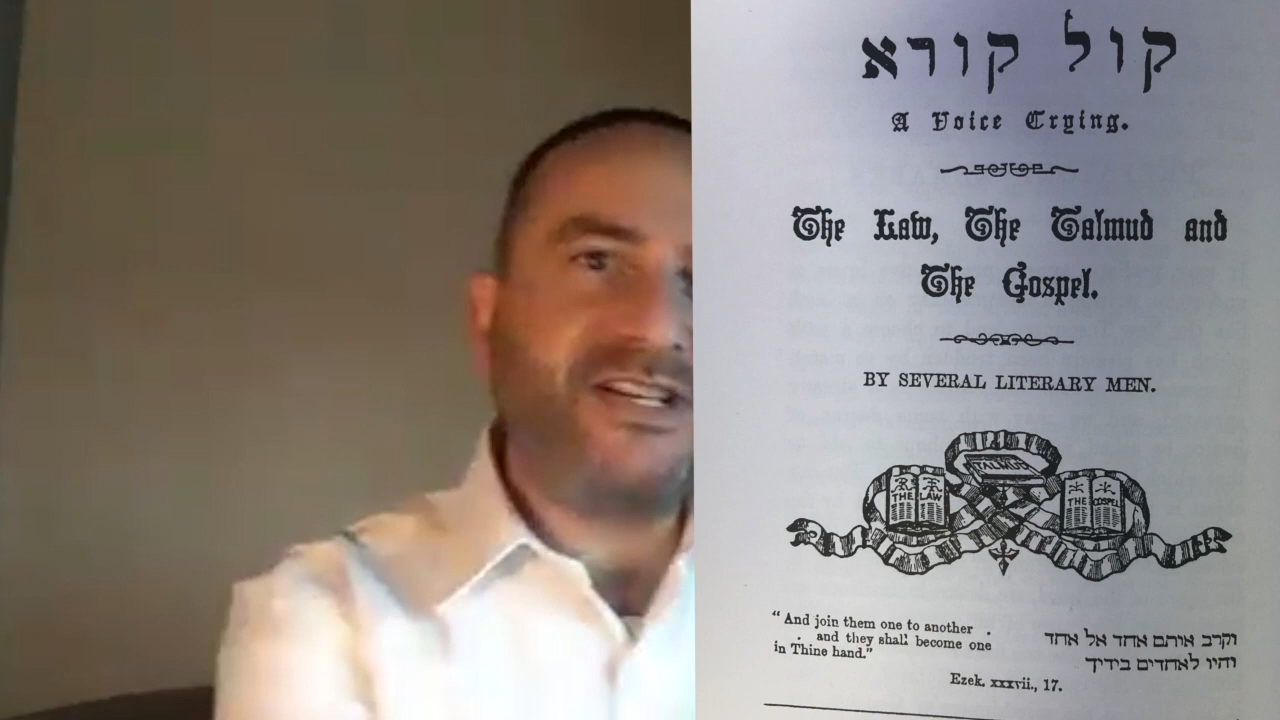 קול קורא
A Voice Crying.
The Law, The Talmud and
The Gospel.
BY SEVERAL LITERARY MEN.
TALMUD
THE LAW
THE GOSPEL
“And join them one to another .
. and they shall become one
in Thine hand.”
וקרב אותם אחד אל אחד
והיו לאחדים בידיך
Ezek. xxxvii., 17.